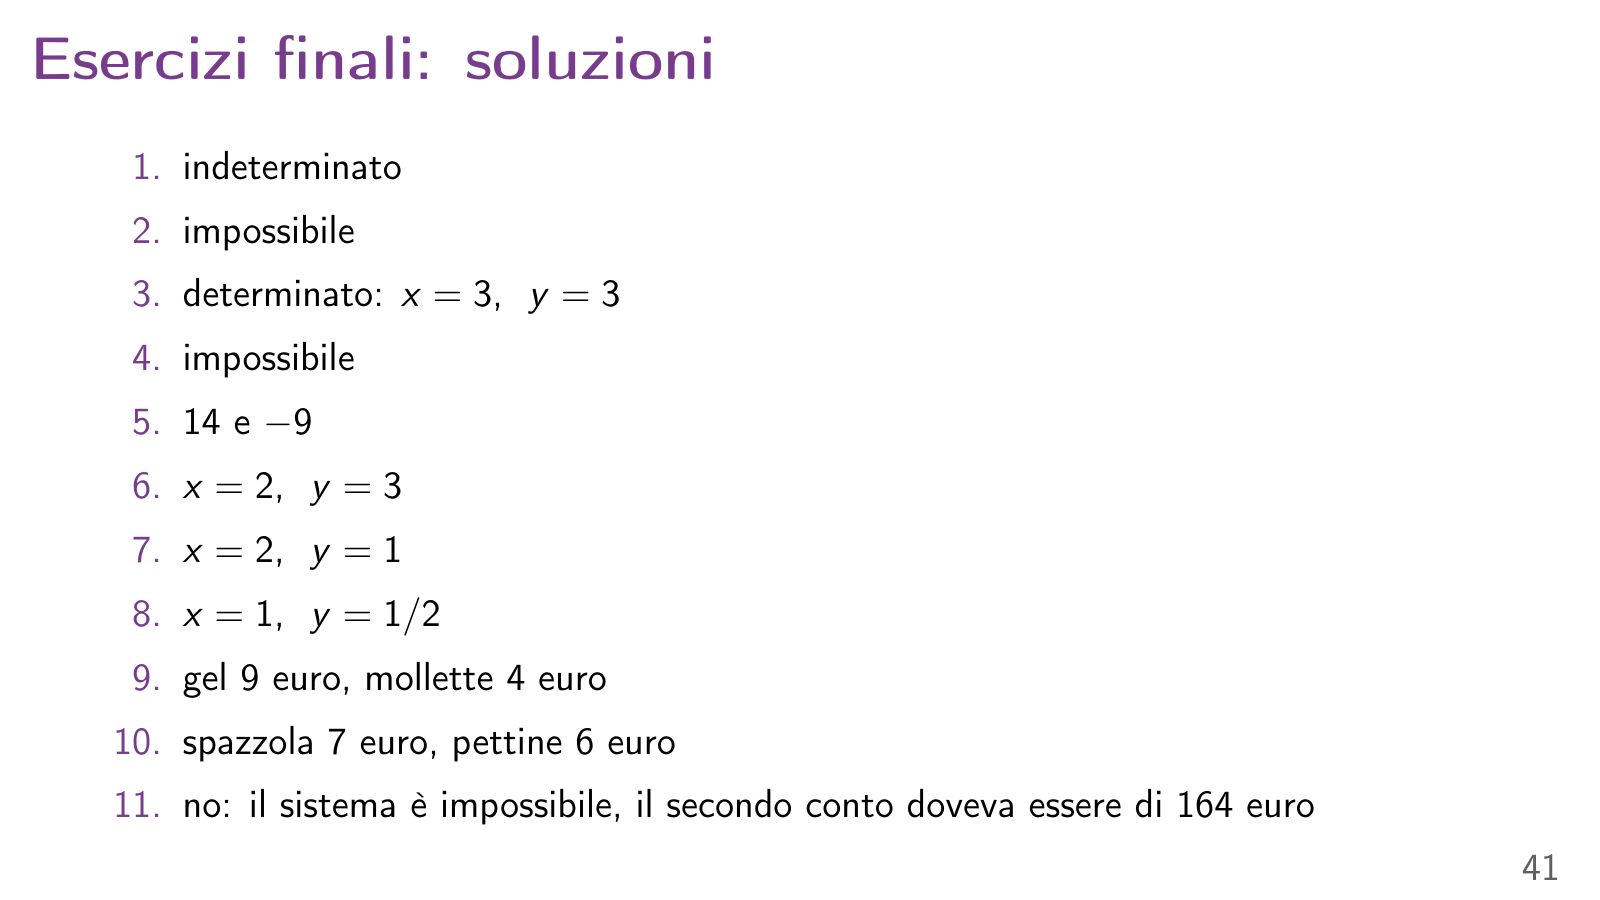 Esercizi finali: soluzioni
1. indeterminato
2. impossibile
3. determinato: x = 3, y = 3
4. impossibile
5. 14 e −9
6. x = 2, y = 3
7. x = 2, y = 1
8. x = 1, y = 1/2
9. gel 9 euro, mollette 4 euro
10. spazzola 7 euro, pettine 6 euro
11. no: il sistema è impossibile, il secondo conto doveva essere di 164 euro
41